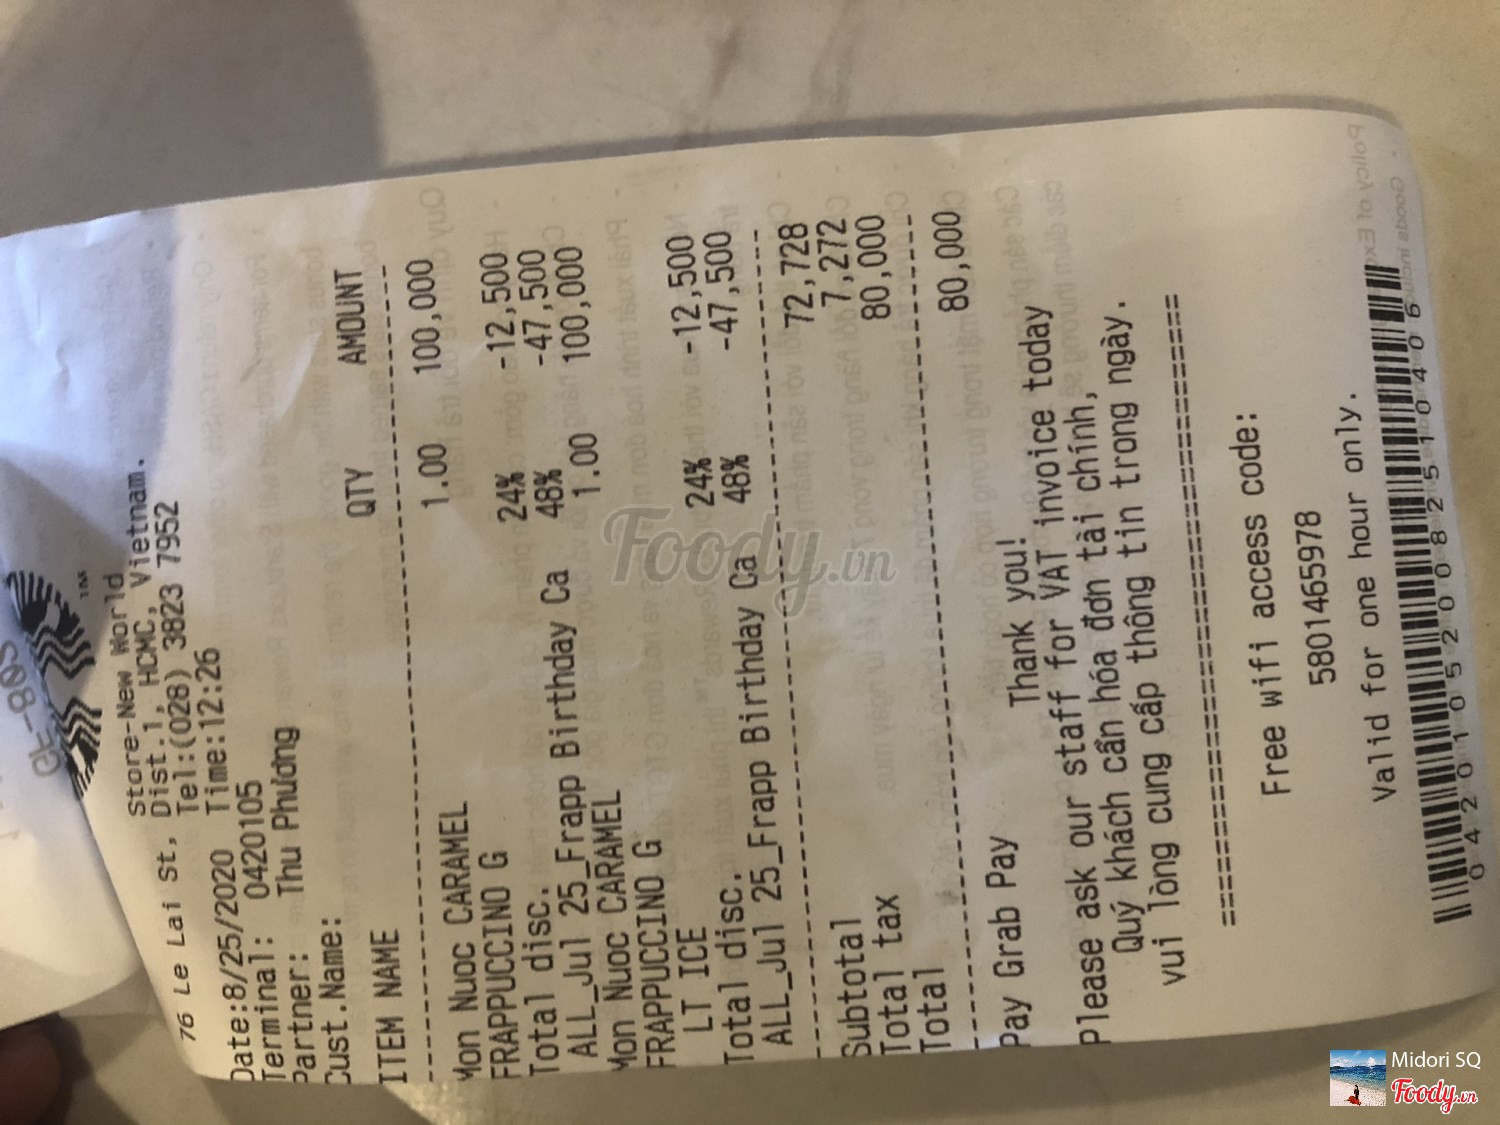 Store-New World
76 Le Lai St, Dist.1, HCMC, Vietnam.
Tel:(028) 3823 7952
Date:8/25/2020 Time:12:26
Terminal: 0420105
Partner: Thu Phương
Cust.Name:
ITEM NAME QTY AMOUNT
Mon Nuoc CARAMEL 1.00 100,000
FRAPPUCCINO G
Total disc. 24% -12,500
ALL_Jul 25_Frapp Birthday Ca 48% -47,500
Mon Nuoc CARAMEL 1.00 100,000
FRAPPUCCINO G
LT ICE
Total disc. 24% -12,500
ALL_Jul 25_Frapp Birthday Ca 48% -47,500
Subtotal 72,728
Total tax 7,272
Total 80,000
Pay Grab Pay 80,000
Thank you!
Please ask our staff for VAT invoice today
Quý khách cần hóa đơn tài chính,
vui lòng cung cấp thông tin trong ngày.
Free wifi access code:
5801465978
Valid for one hour only.
042010520082510406
Foody.vn
Midori SQ
Foody.vn